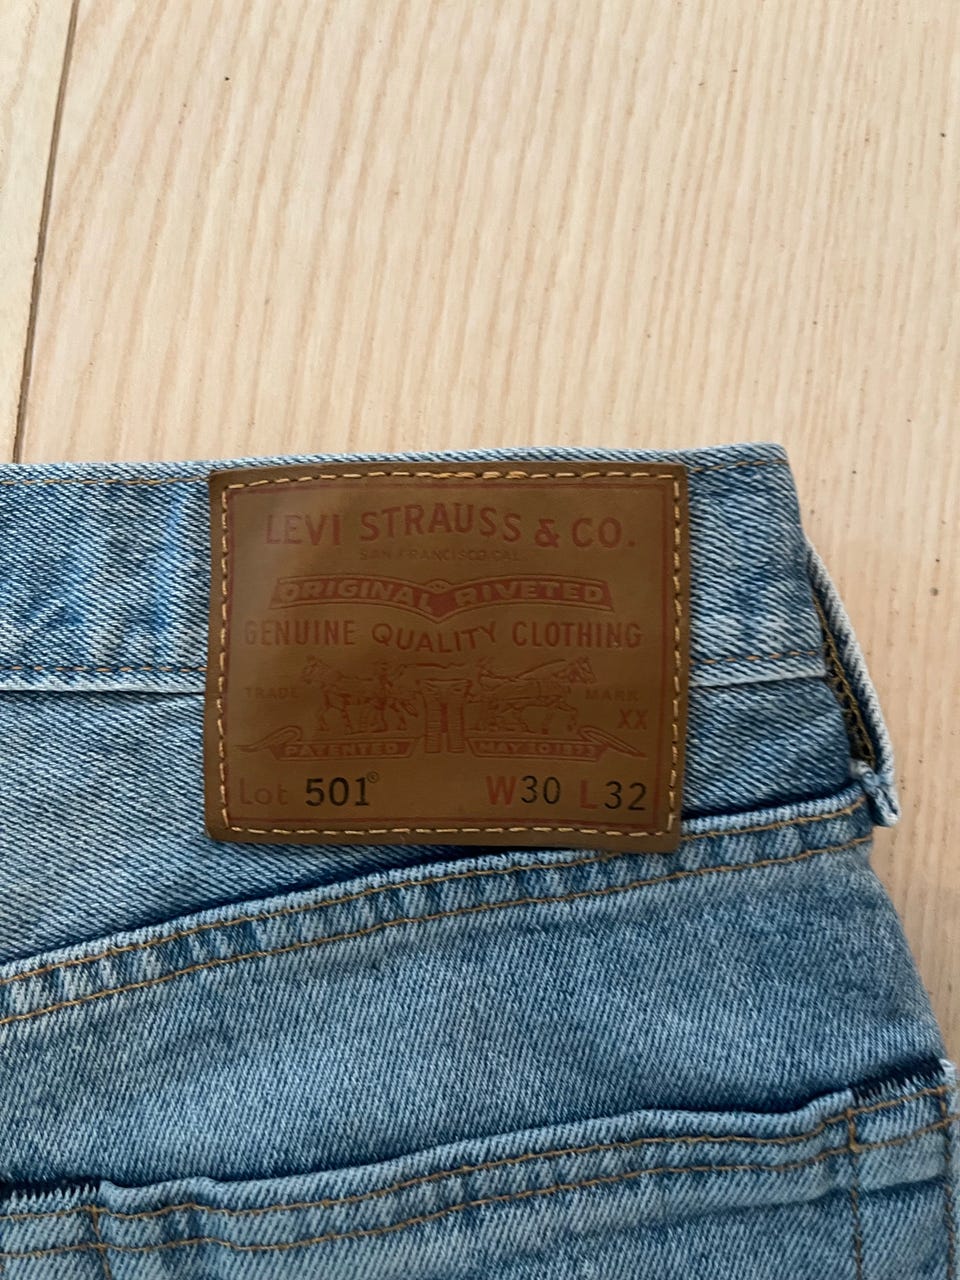 LEVI STRAUSS & CO.
SAN FRANCISCO CAL.
ORIGINAL RIVETED
GENUINE QUALITY CLOTHING
TRADE MARK
XX
PATENTED MAY 20 1873
Lot 501® W30 L32